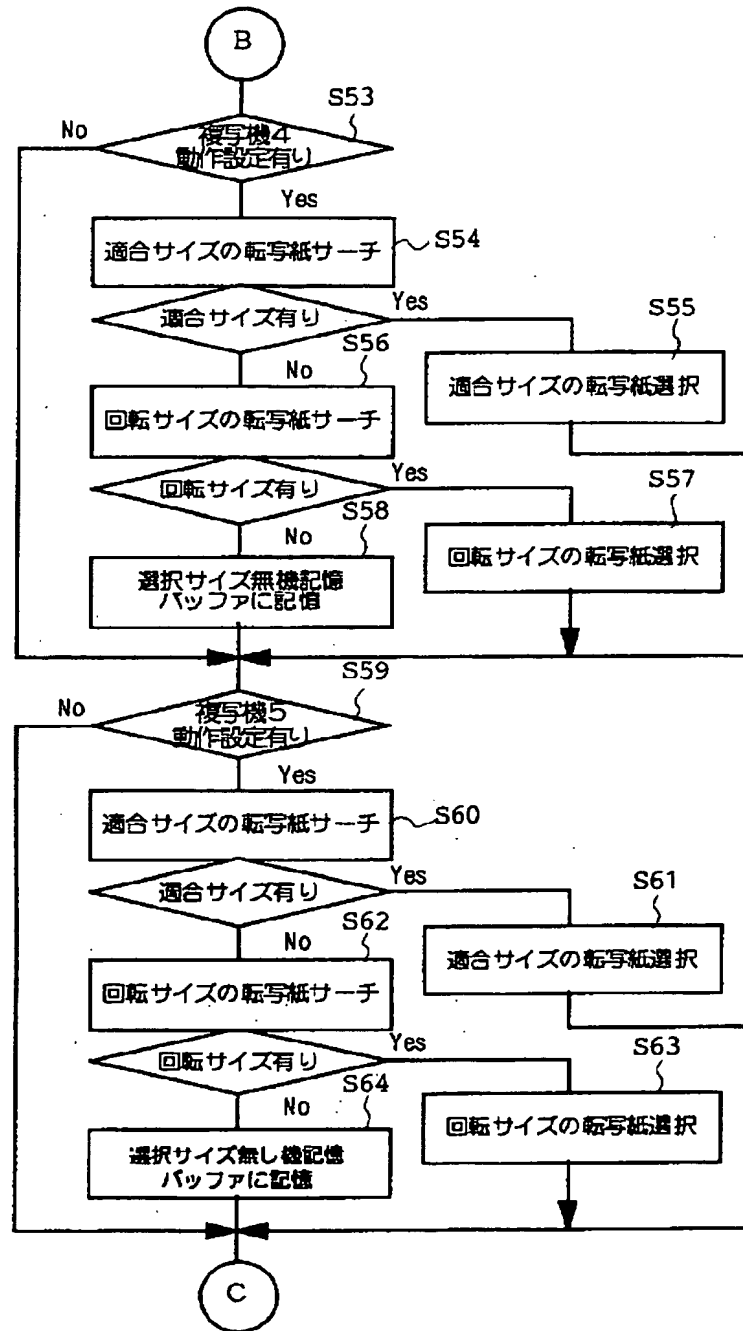 B
S53
No
複写機4
動作設定有り
Yes
適合サイズの転写紙サーチ
S54
適合サイズ有り
Yes
S55
S56
No
適合サイズの転写紙選択
回転サイズの転写紙サーチ
回転サイズ有り
Yes
S57
S58
No
回転サイズの転写紙選択
選択サイズ無機記憶
バッファに記憶
S59
No
複写機5
動作設定有り
Yes
適合サイズの転写紙サーチ
S60
適合サイズ有り
Yes
S61
S62
No
適合サイズの転写紙選択
回転サイズの転写紙サーチ
回転サイズ有り
Yes
S63
S64
No
回転サイズの転写紙選択
選択サイズ無し機記憶
バッファに記憶
C